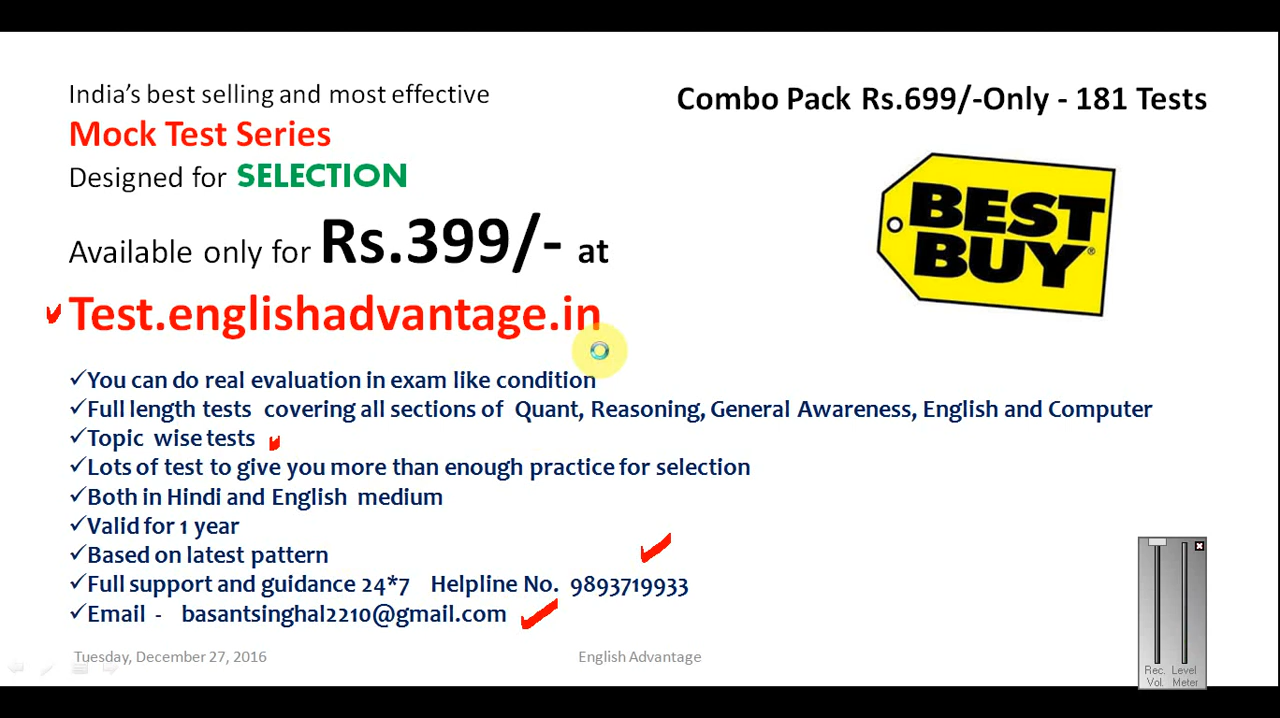 India's best selling and most effective
Mock Test Series
Designed for SELECTION
Available only for Rs.399/- at
Test.englishadvantage.in
Combo Pack Rs.699/-Only - 181 Tests
BEST
BUY®
✓You can do real evaluation in exam like condition
✓Full length tests covering all sections of Quant, Reasoning, General Awareness, English and Computer
✓Topic wise tests
✓Lots of test to give you more than enough practice for selection
✓Both in Hindi and English medium
✓Valid for 1 year
✓Based on latest pattern
✓Full support and guidance 24*7 Helpline No. 9893719933
✓Email - basantsinghal2210@gmail.com
Tuesday, December 27, 2016
English Advantage
Rec. Level
Vol. Meter